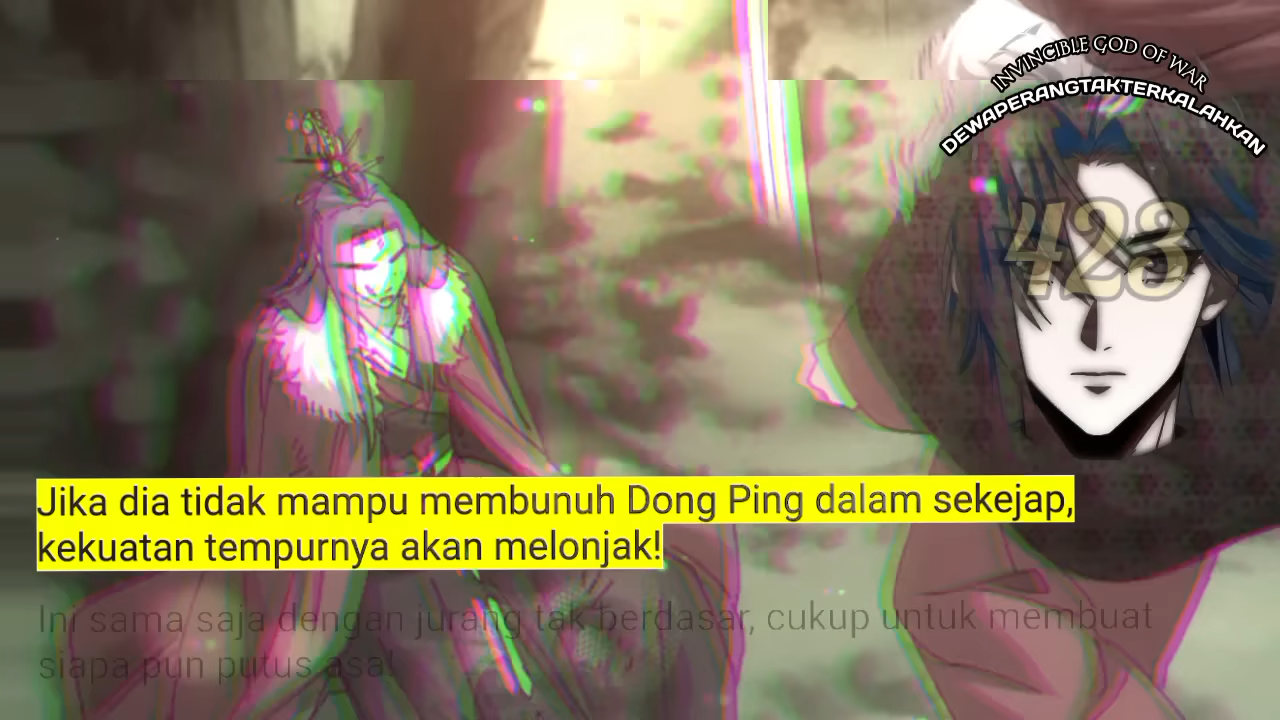 INVINCIBLE GOD OF WAR
DEWAPERANGTAKTERKALAHKAN
423
Jika dia tidak mampu membunuh Dong Ping dalam sekejap,
kekuatan tempurnya akan melonjak!
Ini sama saja dengan jurang tak berdasar, cukup untuk membuat
siapa pun putus asa!